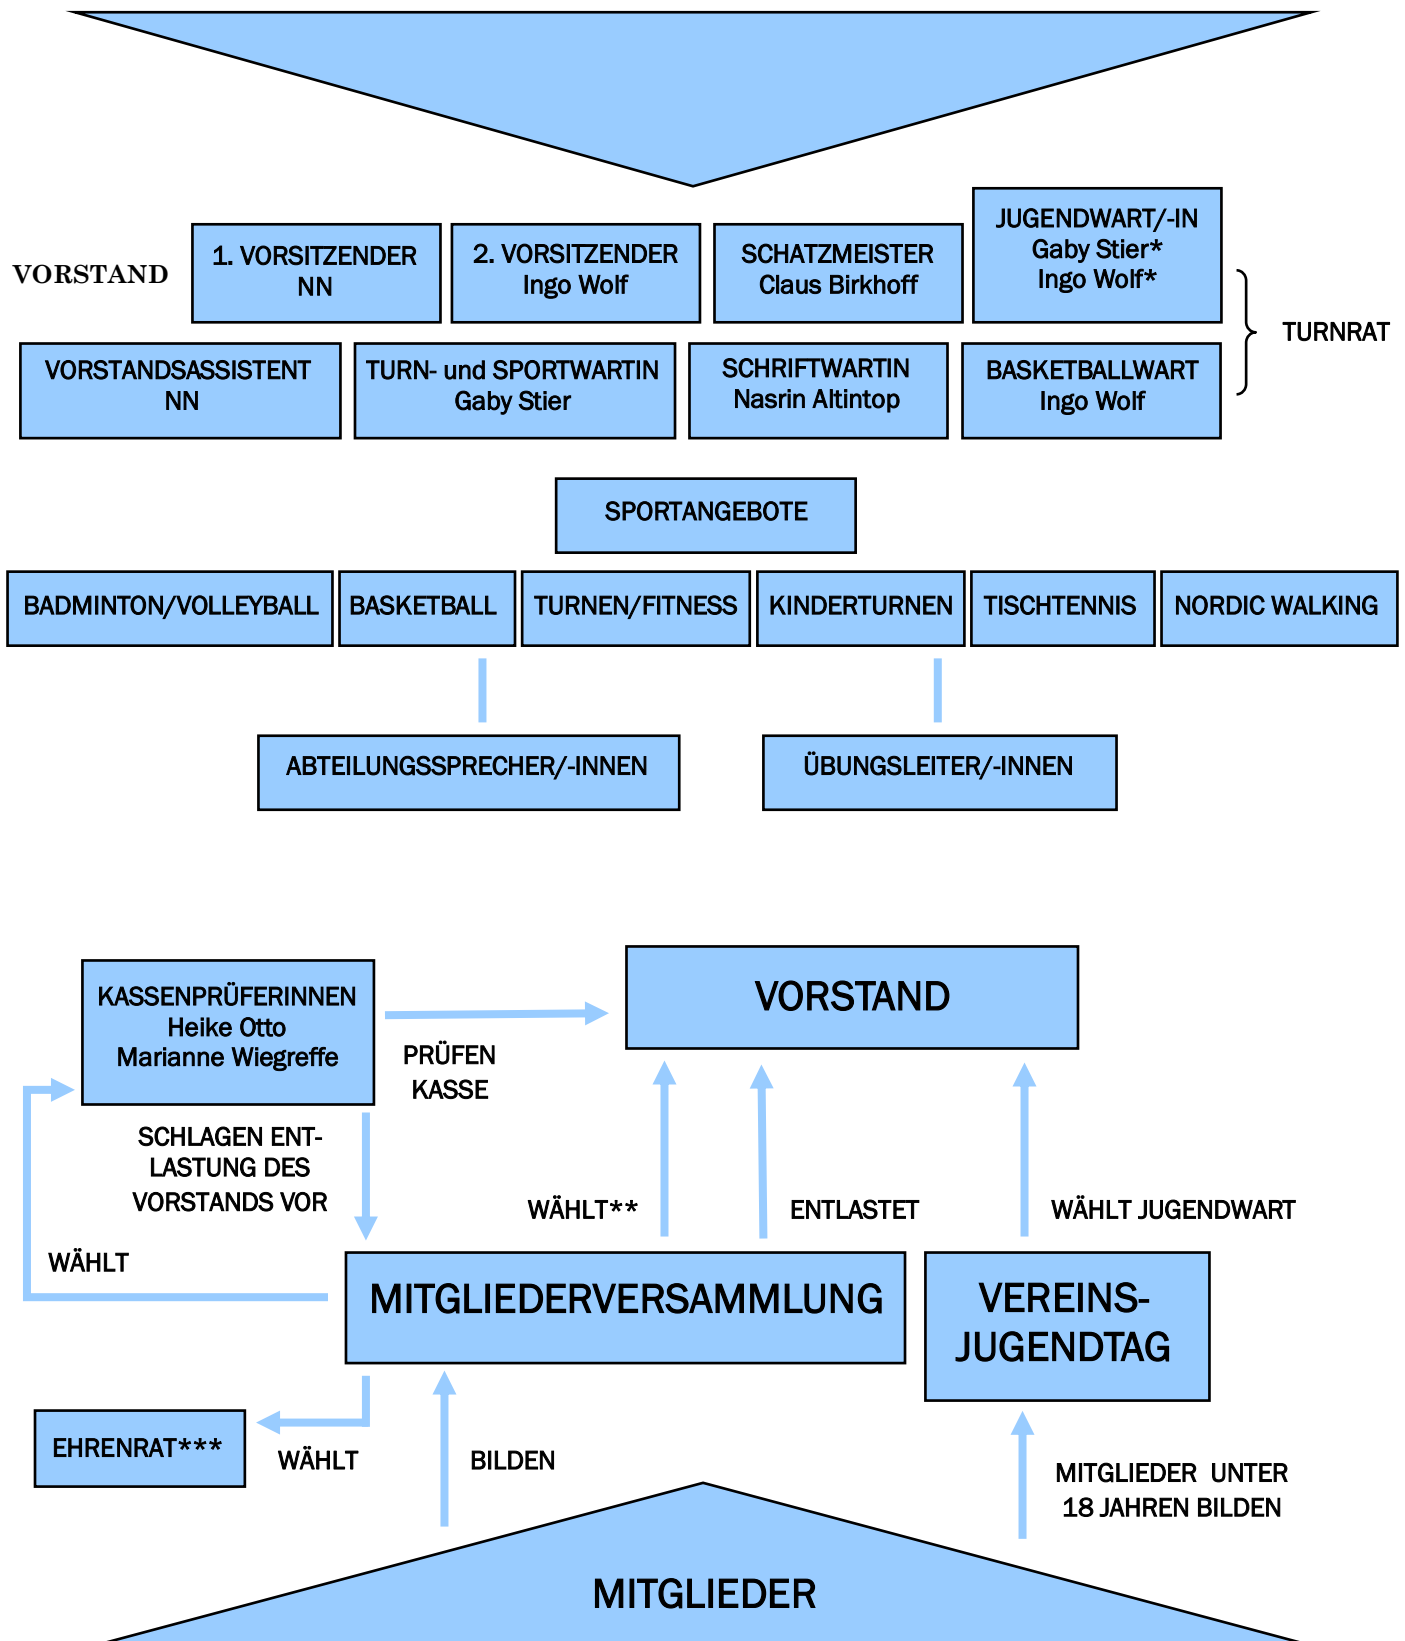 VORSTAND
1. VORSITZENDER
NN
2. VORSITZENDER
Ingo Wolf
SCHATZMEISTER
Claus Birkhoff
JUGENDWART/-IN
Gaby Stier*
Ingo Wolf*
TURNRAT
VORSTANDSASSISTENT
NN
TURN- und SPORTWARTIN
Gaby Stier
SCHRIFTWARTIN
Nasrin Altintop
BASKETBALLWART
Ingo Wolf
SPORTANGEBOTE
BADMINTON/VOLLEYBALL
BASKETBALL
TURNEN/FITNESS
KINDERTURNEN
TISCHTENNIS
NORDIC WALKING
ABTEILUNGSSPRECHER/-INNEN
ÜBUNGSLEITER/-INNEN
KASSENPRÜFERINNEN
Heike Otto
Marianne Wiegreffe
PRÜFEN
KASSE
VORSTAND
SCHLAGEN ENT-
LASTUNG DES
VORSTANDS VOR
WÄHLT**
ENTLASTET
WÄHLT JUGENDWART
WÄHLT
MITGLIEDERVERSAMMLUNG
VEREINS-
JUGENDTAG
EHRENRAT***
WÄHLT
BILDEN
MITGLIEDER UNTER
18 JAHREN BILDEN
MITGLIEDER